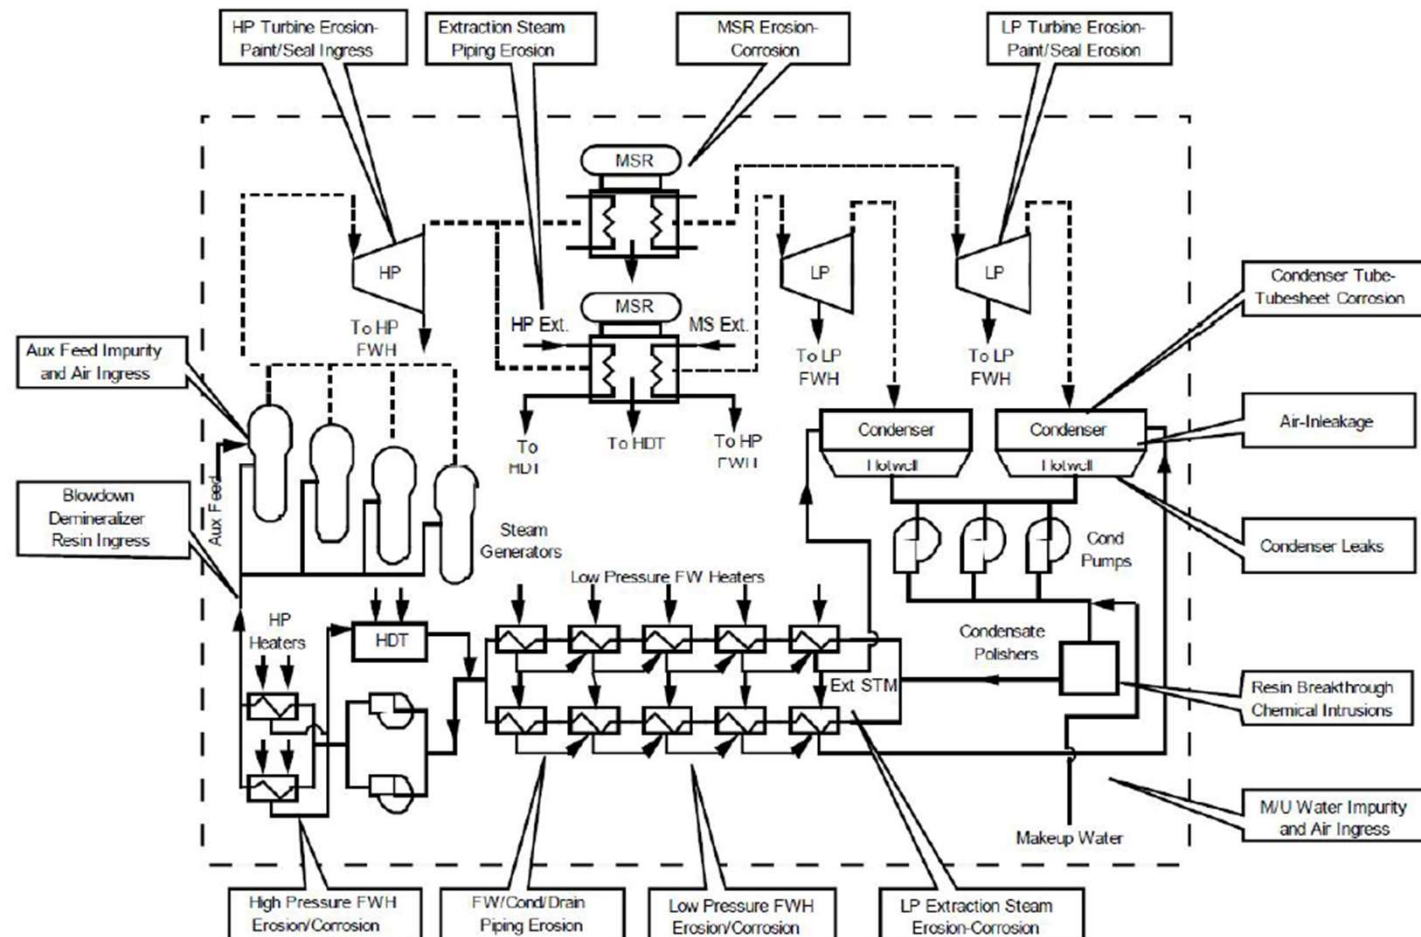 HP Turbine Erosion-
Paint/Seal Ingress
Extraction Steam
Piping Erosion
MSR Erosion-
Corrosion
LP Turbine Erosion-
Paint/Seal Erosion
MSR
HP
LP
LP
Condenser Tube-
Tubesheet Corrosion
MSR
HP Ext.
MS Ext.
To HP
FWH
To LP
FWH
To LP
FWH
Aux Feed Impurity
and Air Ingress
To
HDT
To HDT
To HP
FWH
Condenser
Hotwell
Condenser
Hotwell
Air-Inleakage
Aux Feed
Blowdown
Demineralizer
Resin Ingress
Steam
Generators
Cond
Pumps
Condenser Leaks
Low Pressure FW Heaters
HP
Heaters
HDT
Condensate
Polishers
Ext STM
Resin Breakthrough
Chemical Intrusions
M/U Water Impurity
and Air Ingress
Makeup Water
High Pressure FWH
Erosion/Corrosion
FW/Cond/Drain
Piping Erosion
Low Pressure FWH
Erosion/Corrosion
LP Extraction Steam
Erosion-Corrosion